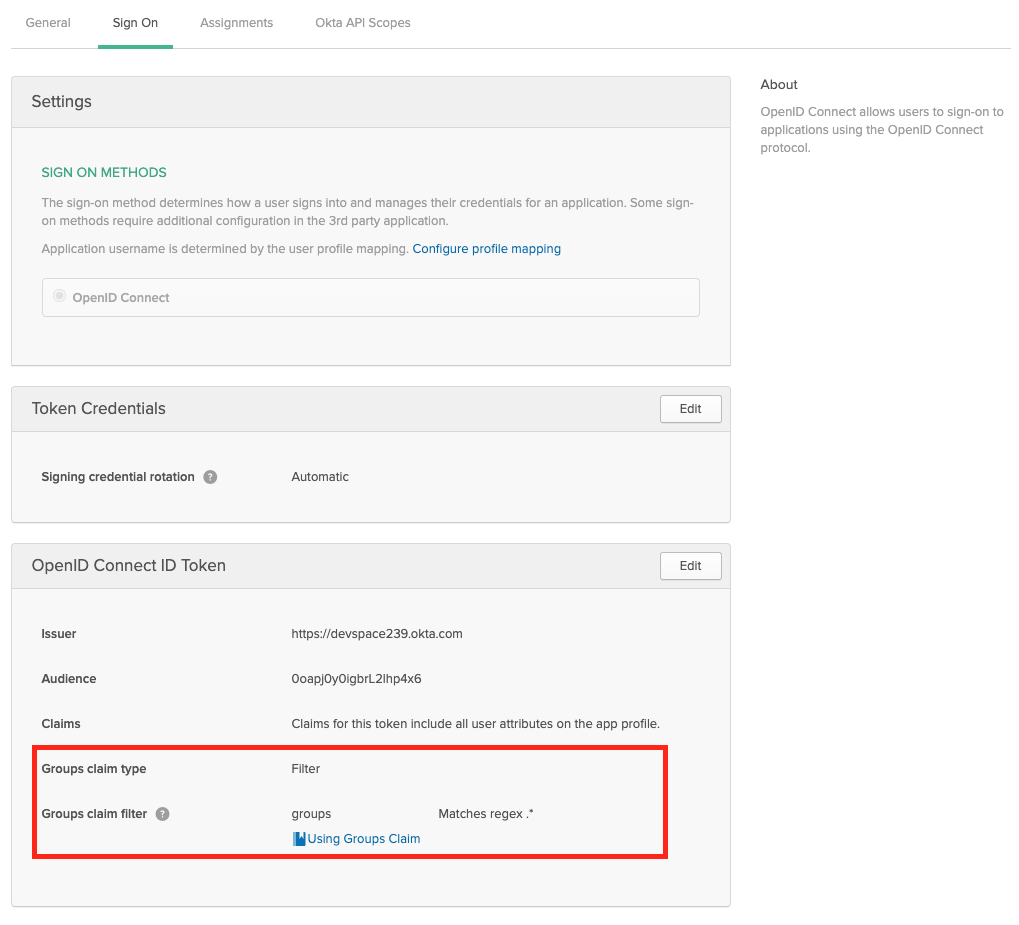 General
Sign On
Assignments
Okta API Scopes
Settings
SIGN ON METHODS
The sign-on method determines how a user signs into and manages their credentials for an application. Some sign-
on methods require additional configuration in the 3rd party application.
Application username is determined by the user profile mapping. Configure profile mapping
OpenID Connect
About
OpenID Connect allows users to sign-on to
applications using the OpenID Connect
protocol.
Token Credentials
Edit
Signing credential rotation ?
Automatic
OpenID Connect ID Token
Edit
Issuer
https://devspace239.okta.com
Audience
0oapj0y0igbrL2lhp4x6
Claims
Claims for this token include all user attributes on the app profile.
Groups claim type
Filter
Groups claim filter ?
groups
Matches regex .*
Using Groups Claim